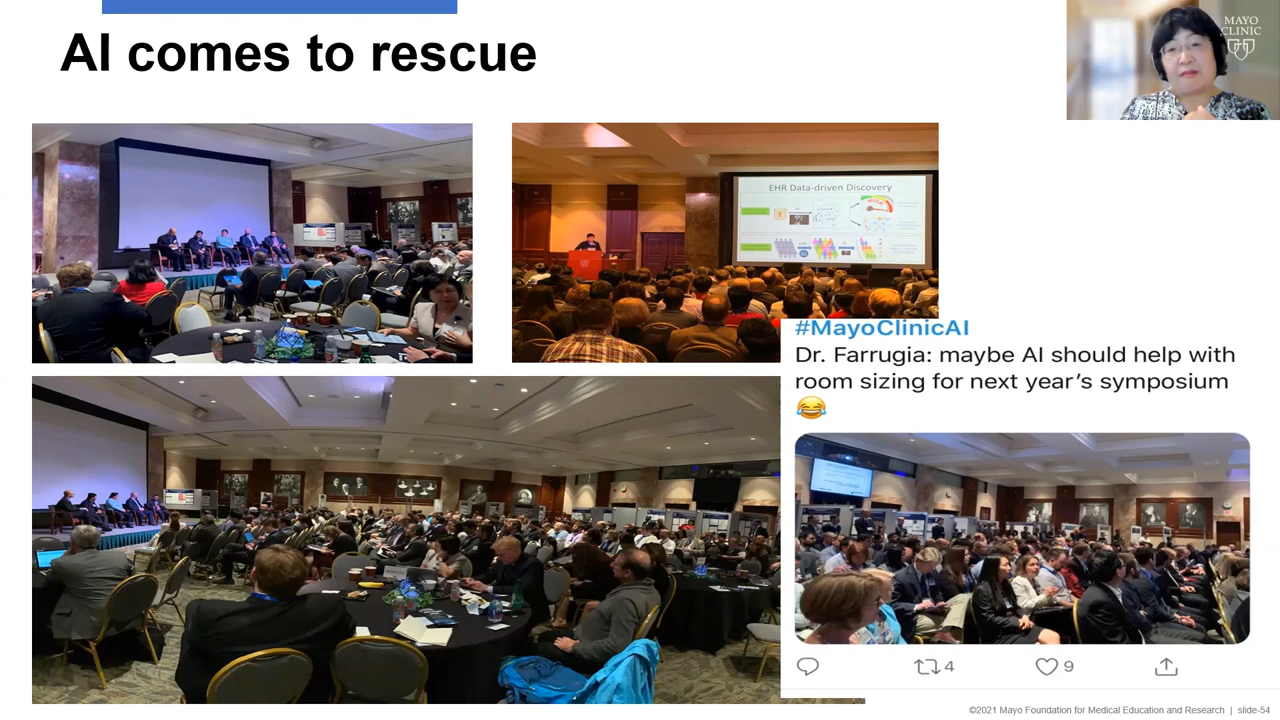 AI comes to rescue
MAYO
CLINIC
EHR Data-driven Discovery
#MayoClinicAI
Dr. Farrugia: maybe AI should help with
room sizing for next year’s symposium
😂
4
9
©2021 Mayo Foundation for Medical Education and Research | slide-54